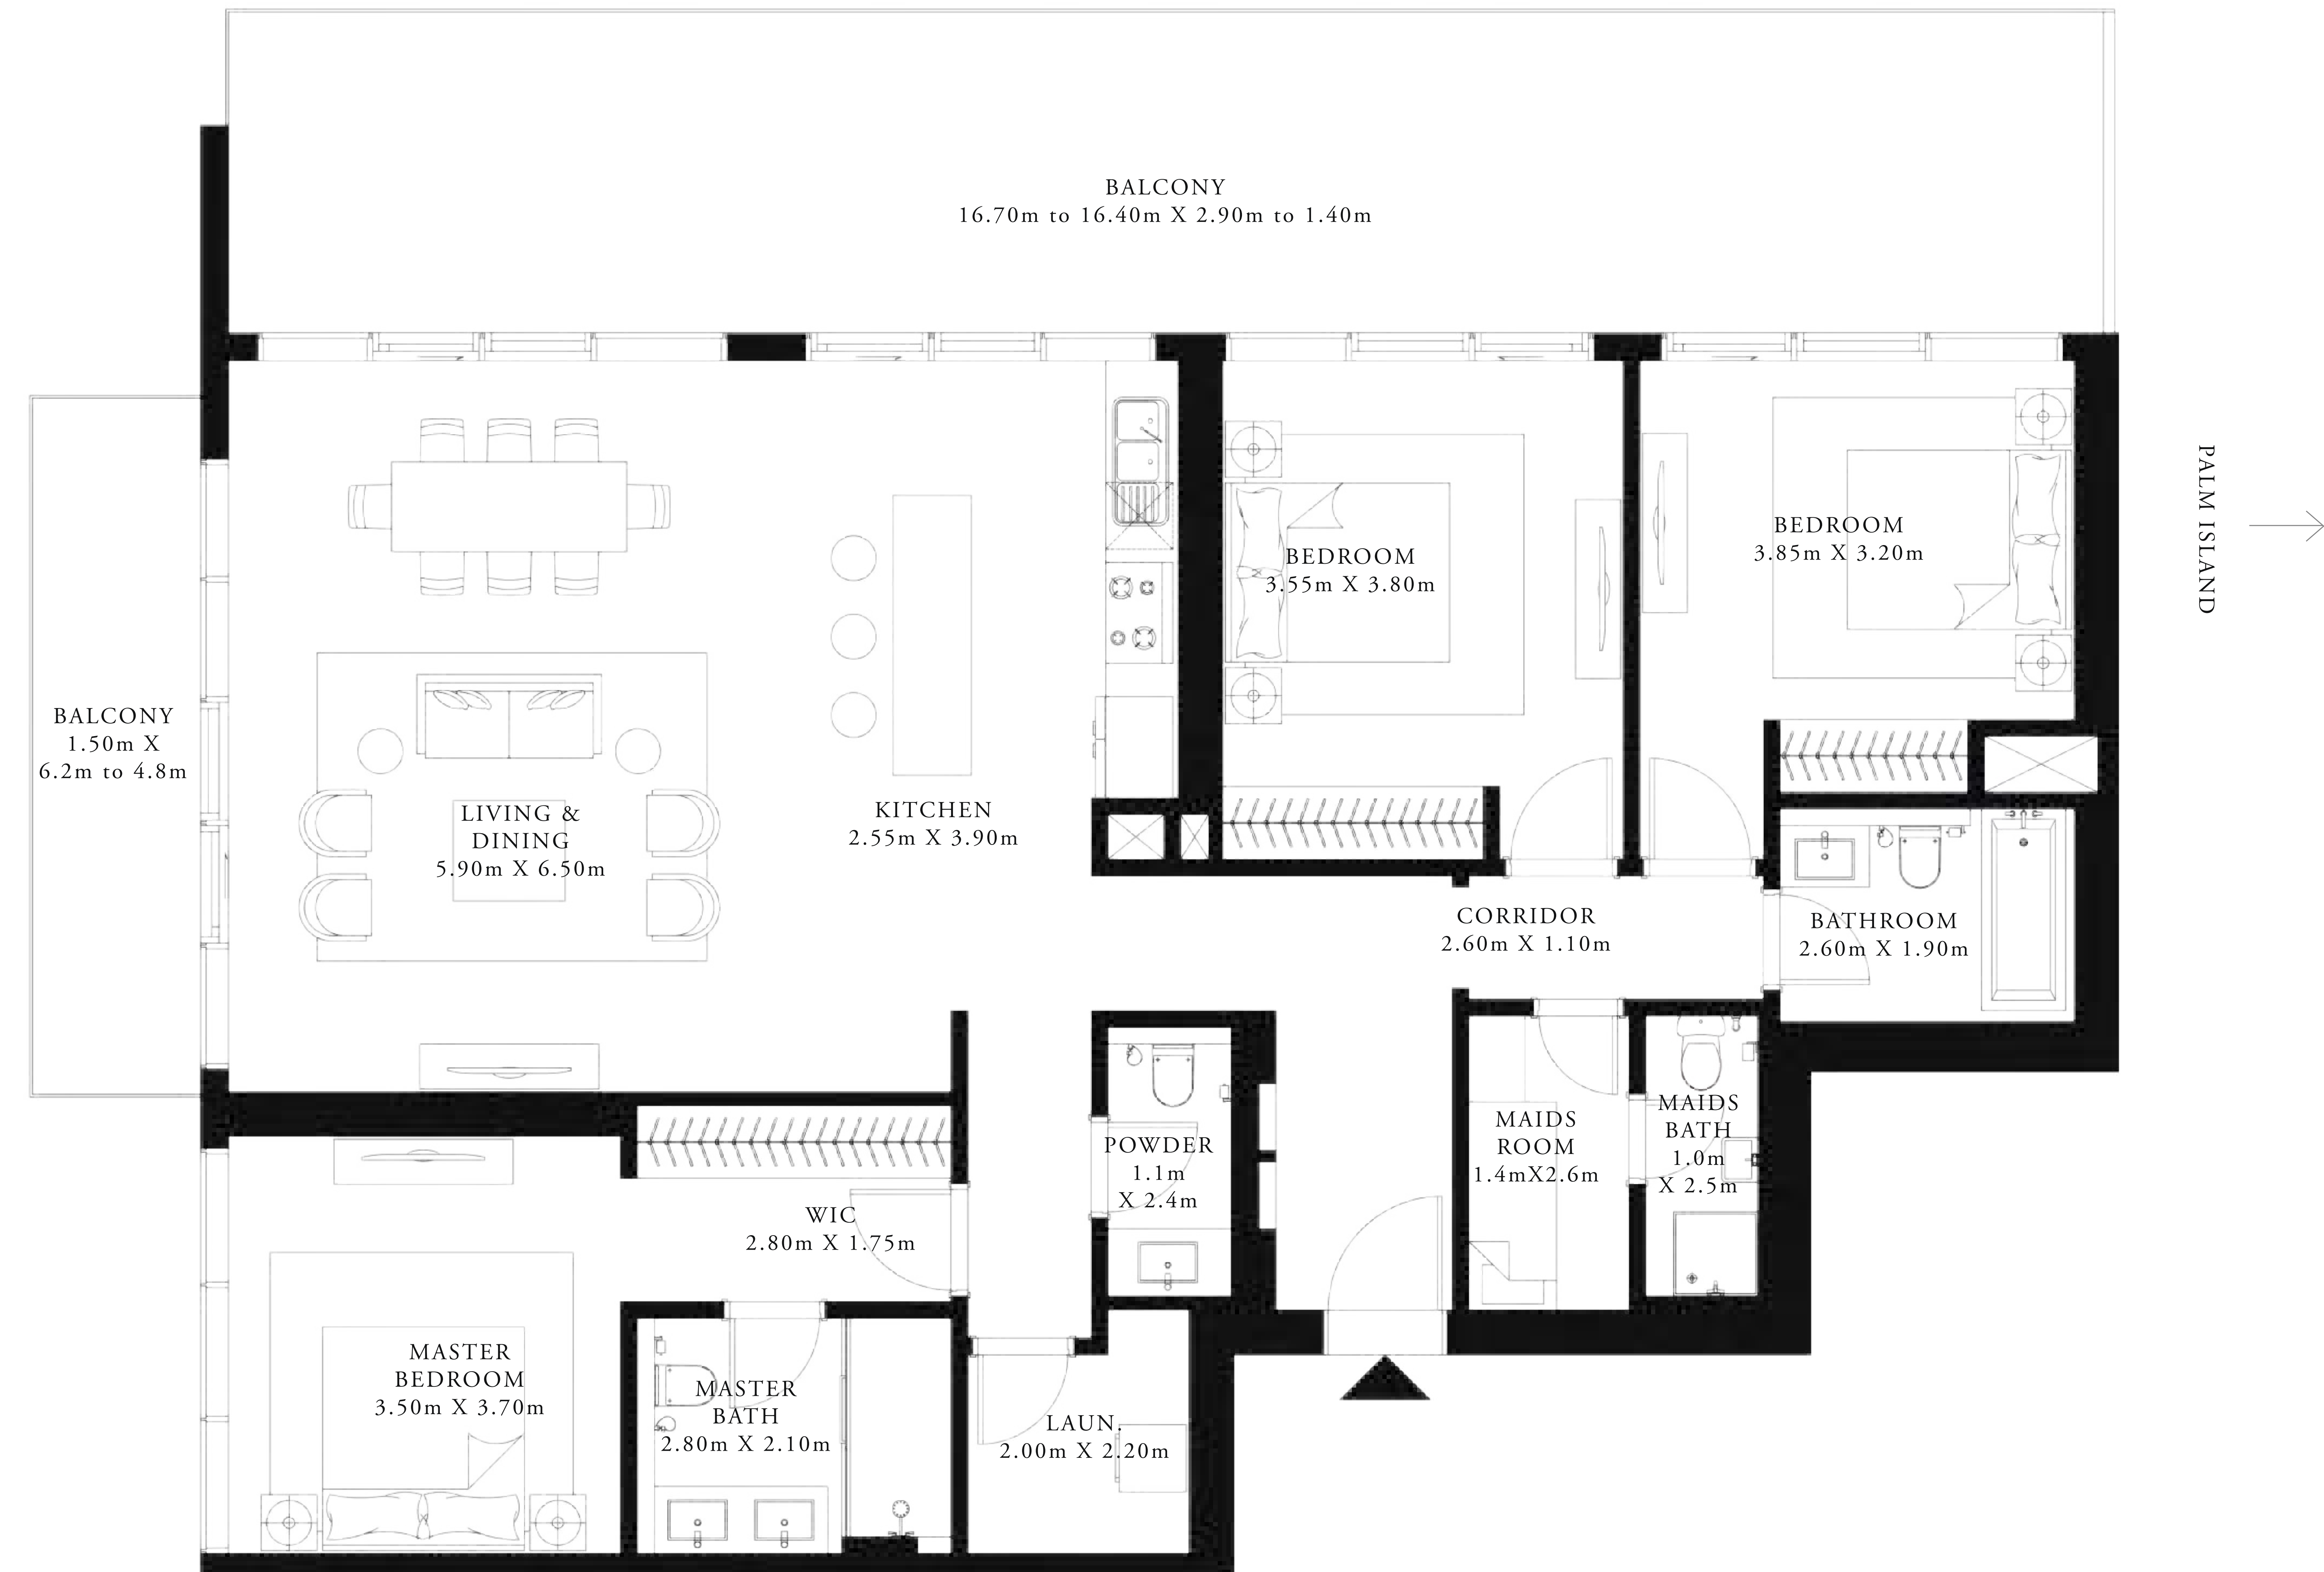 BALCONY
16.70m to 16.40m X 2.90m to 1.40m
BEDROOM
3.55m X 3.80m
BEDROOM
3.85m X 3.20m
PALM ISLAND
BALCONY
1.50m X
6.2m to 4.8m
LIVING &
DINING
5.90m X 6.50m
KITCHEN
2.55m X 3.90m
CORRIDOR
2.60m X 1.10m
BATHROOM
2.60m X 1.90m
POWDER
1.1m
X 2.4m
MAIDS
ROOM
1.4mX2.6m
MAIDS
BATH
1.0m
X 2.5m
WIC
2.80m X 1.75m
MASTER
BEDROOM
3.50m X 3.70m
MASTER
BATH
2.80m X 2.10m
LAUN.
2.00m X 2.20m